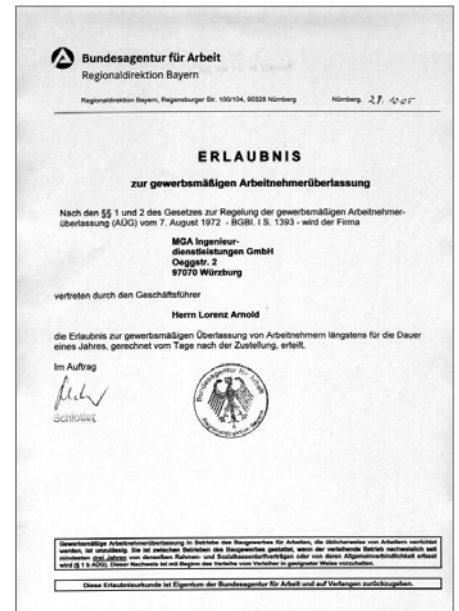 Bundesagentur für Arbeit
Regionaldirektion Bayern
Regionaldirektion Bayern, Regensburger Str. 100/104, 90328 Nürnberg
Nürnberg,
ERLAUBNIS
zur gewerbsmäßigen Arbeitnehmerüberlassung
Nach den §§ 1 und 2 des Gesetzes zur Regelung der gewerbsmäßigen Arbeitnehmer-
überlassung (AÜG) vom 7. August 1972 - BGBl. I S. 1393 - wird der Firma
MGA Ingenieur-
dienstleistungen GmbH
Oeggstr. 2
97070 Würzburg
vertreten durch den Geschäftsführer
Herrn Lorenz Arnold
die Erlaubnis zur gewerbsmäßigen Überlassung von Arbeitnehmern längstens für die Dauer
eines Jahres, gerechnet vom Tage nach der Zustellung, erteilt.
Im Auftrag
Bundesagentur für Arbeit
Regionaldirektion Bayern
Gewerbsmäßige Arbeitnehmerüberlassung in Betriebe des Baugewerbes für Arbeiten, die üblicherweise von Arbeitern verrichtet
werden, ist unzulässig. Sie ist zwischen Betrieben des Baugewerbes gestattet, wenn der verleihende Betrieb nachweislich seit
mindestens drei Jahren von denselben Rahmen- und Sozialkassentarifverträgen oder von deren Allgemeinverbindlichkeit erfasst
wird (§ 1 b AÜG). Dieser Nachweis ist mit Beginn des Verleihs vom Verleiher in geeigneter Weise vorzuhalten.
Diese Erlaubnisurkunde ist Eigentum der Bundesagentur für Arbeit und auf Verlangen zurückzugeben.